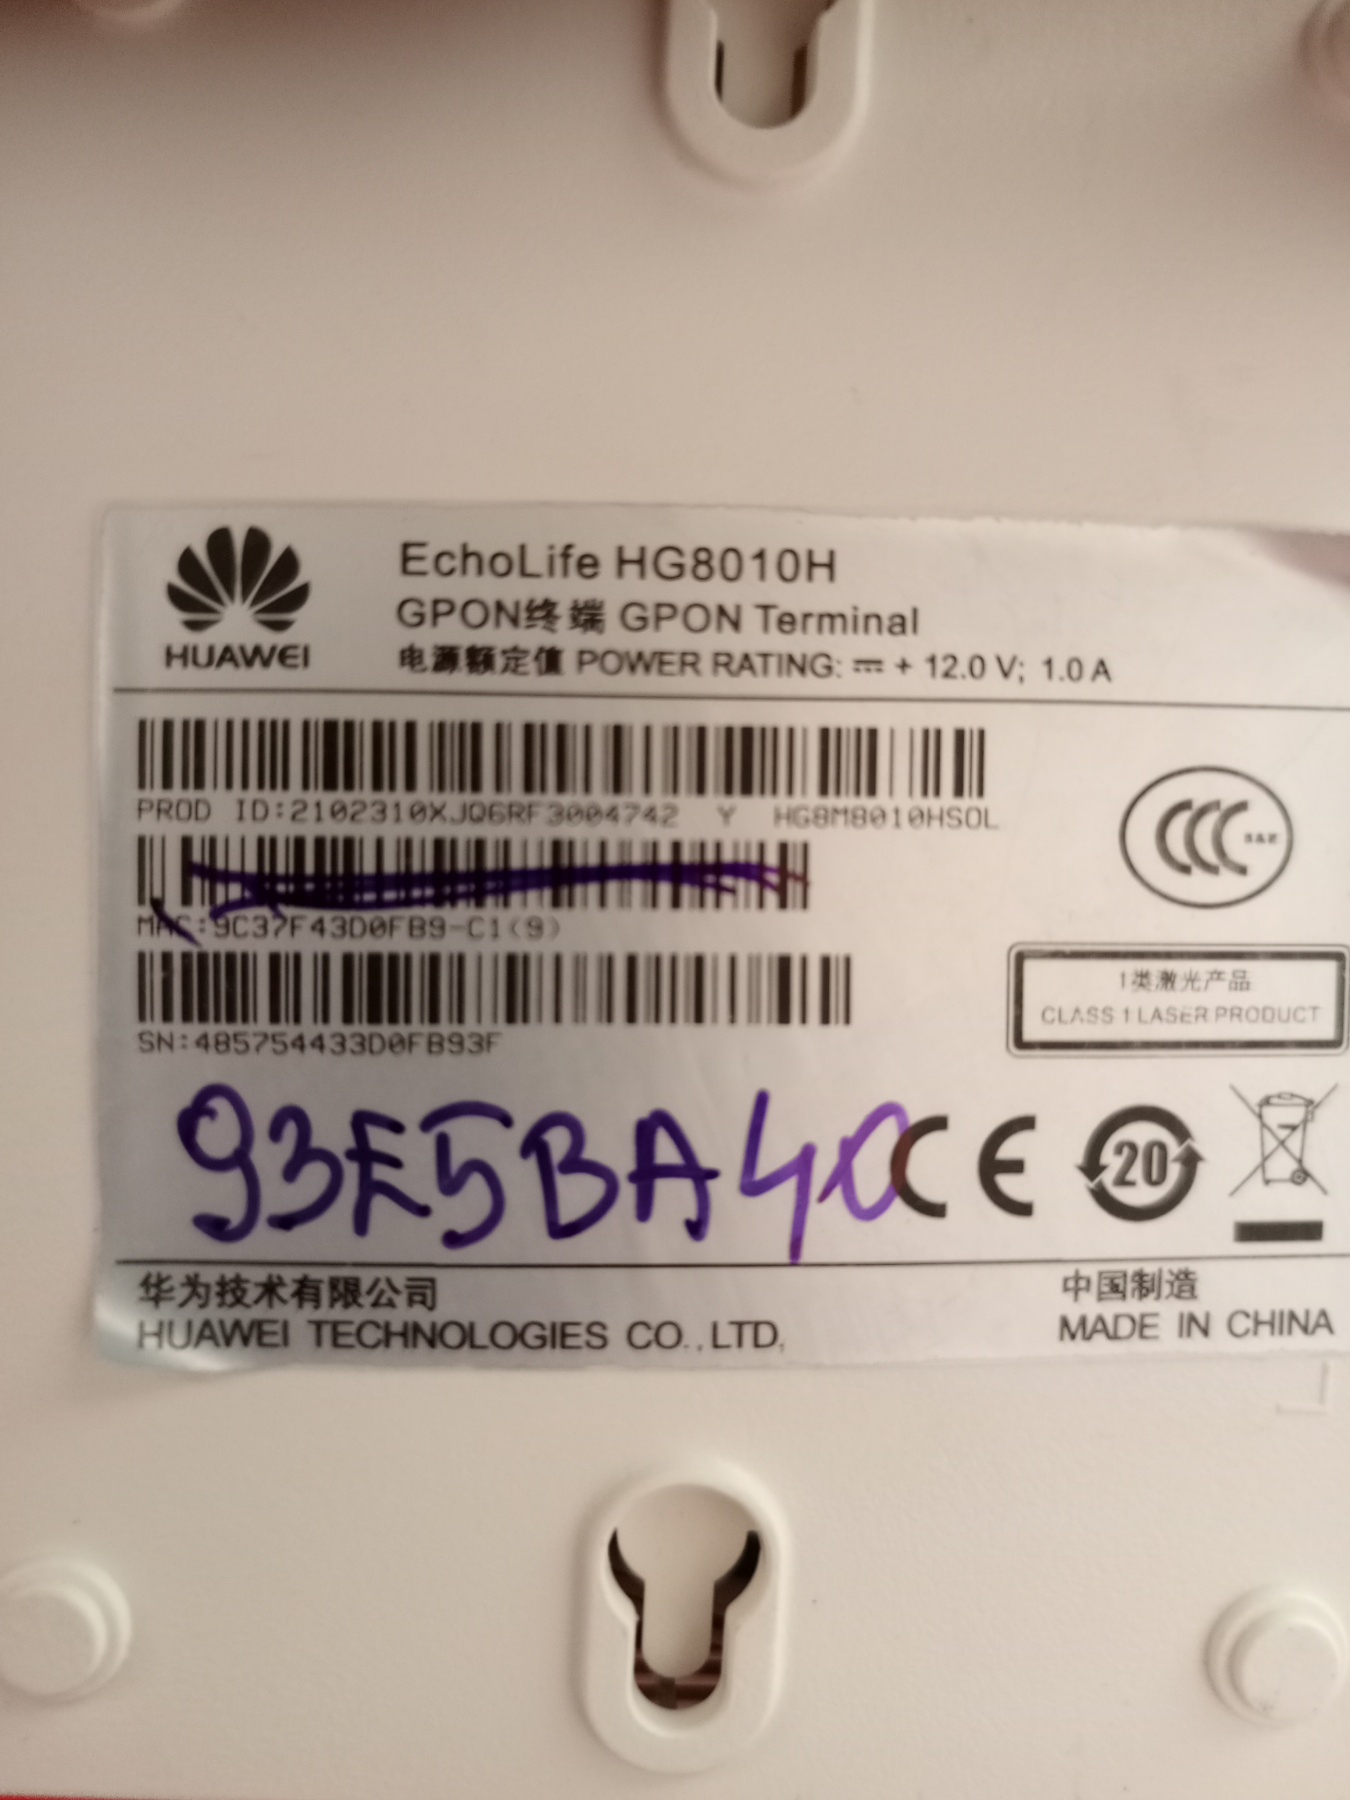 HUAWEI
EchoLife HG8010H
GPON终端 GPON Terminal
电源额定值 POWER RATING: ⎓ + 12.0 V; 1.0 A
PROD ID:2102310XJQ6RF3004742 Y HG8M8010HSOL
MAC:9C37F43D0FB9-C1(9)
SN:485754433D0FB93F
CCC S&E
1类激光产品
CLASS 1 LASER PRODUCT
93E5BA40
CE
20
华为技术有限公司
HUAWEI TECHNOLOGIES CO.,LTD.
中国制造
MADE IN CHINA